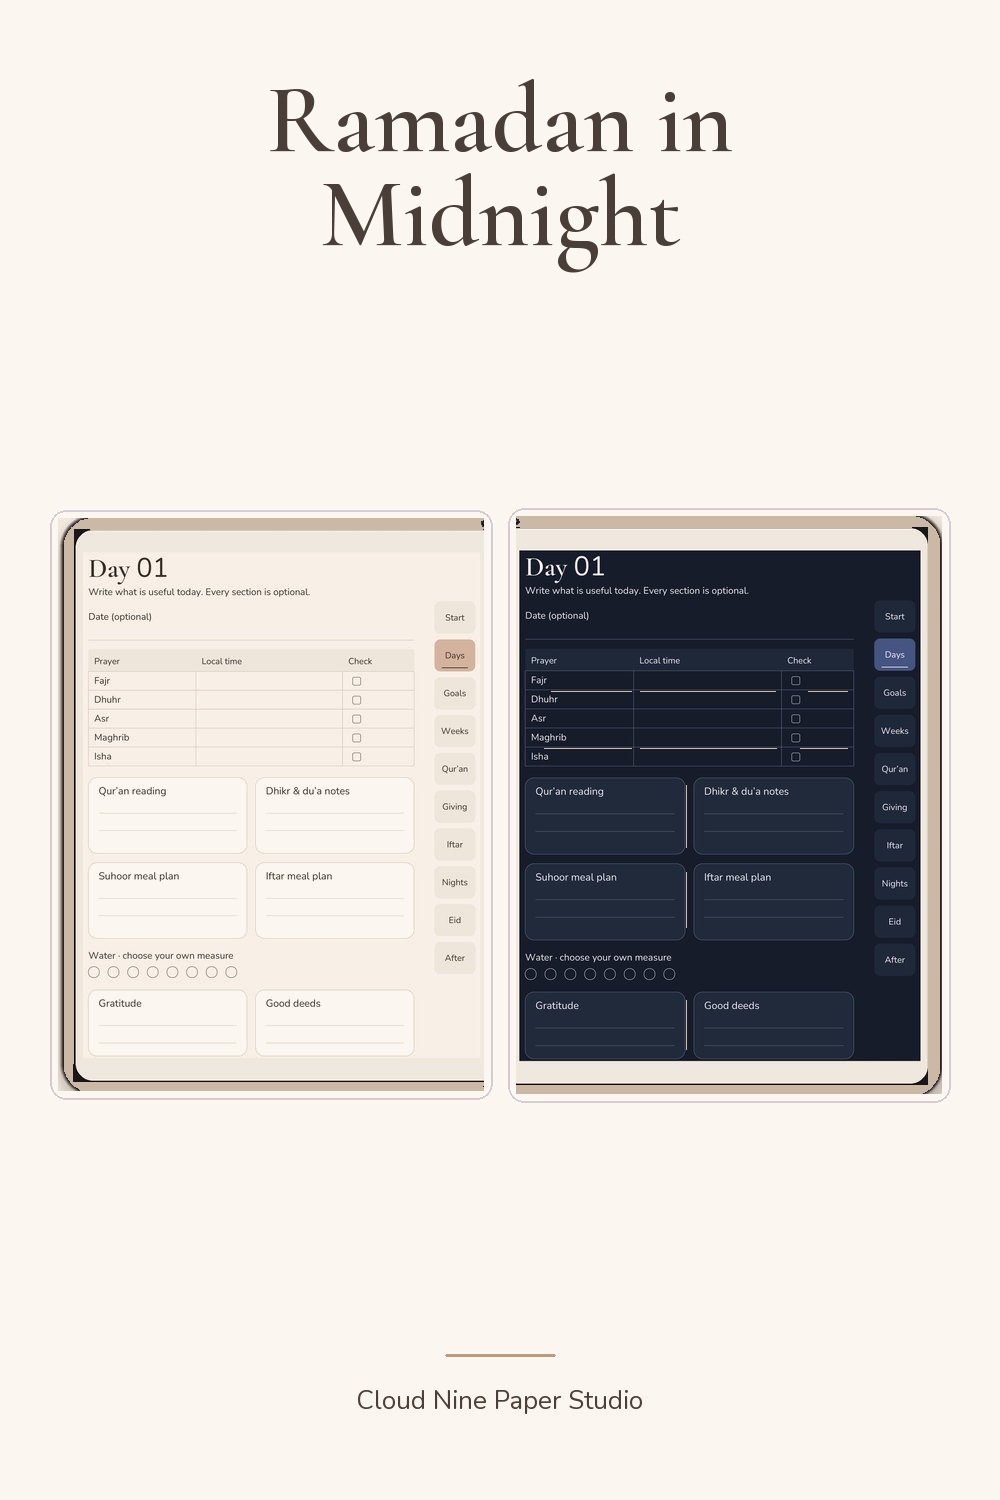 Ramadan in
Midnight
Day 01
Write what is useful today. Every section is optional.
Date (optional)
Prayer Local time Check
Fajr
Dhuhr
Asr
Maghrib
Isha
Qur'an reading Dhikr & du'a notes
Suhoor meal plan Iftar meal plan
Water · choose your own measure
Gratitude Good deeds
Start
Days
Goals
Weeks
Qur'an
Giving
Iftar
Nights
Eid
After
Day 01
Write what is useful today. Every section is optional.
Date (optional)
Prayer Local time Check
Fajr
Dhuhr
Asr
Maghrib
Isha
Qur'an reading Dhikr & du'a notes
Suhoor meal plan Iftar meal plan
Water · choose your own measure
Gratitude Good deeds
Start
Days
Goals
Weeks
Qur'an
Giving
Iftar
Nights
Eid
After
Cloud Nine Paper Studio